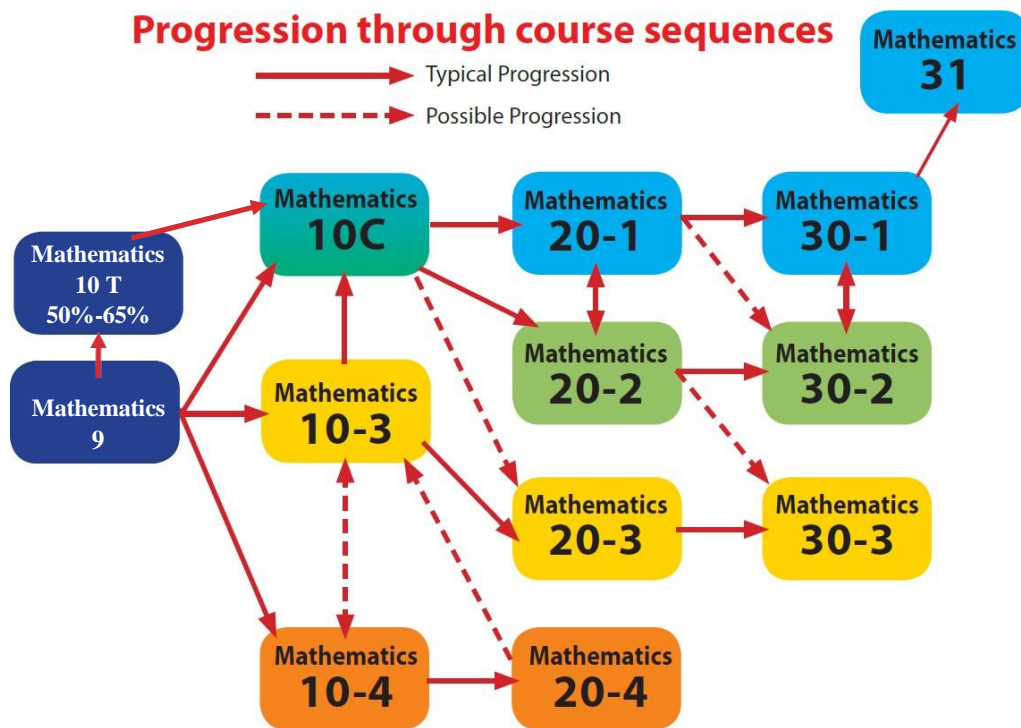 Progression through course sequences
Typical Progression
Possible Progression
Mathematics
31
Mathematics
10C
Mathematics
20-1
Mathematics
30-1
Mathematics
10 T
50%-65%
Mathematics
9
Mathematics
10-3
Mathematics
20-2
Mathematics
30-2
Mathematics
20-3
Mathematics
30-3
Mathematics
10-4
Mathematics
20-4